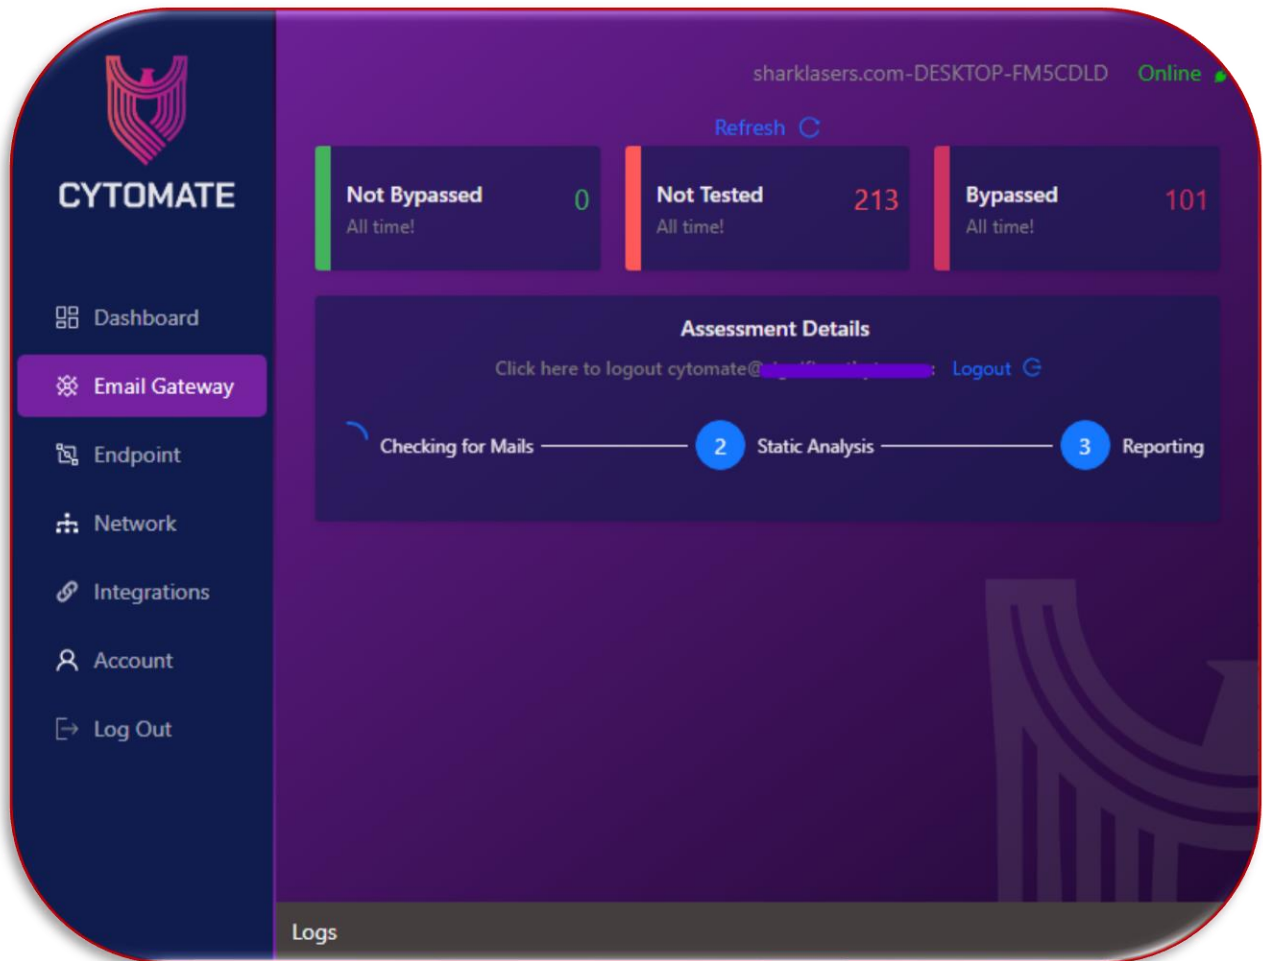 CYTOMATE
Dashboard
Email Gateway
Endpoint
Network
Integrations
Account
Log Out
sharklasers.com-DESKTOP-FM5CDLD Online
Refresh
Not Bypassed 0
All time!
Not Tested 213
All time!
Bypassed 101
All time!
Assessment Details
Click here to logout cytomate@ : Logout
Checking for Mails 2 Static Analysis 3 Reporting
Logs